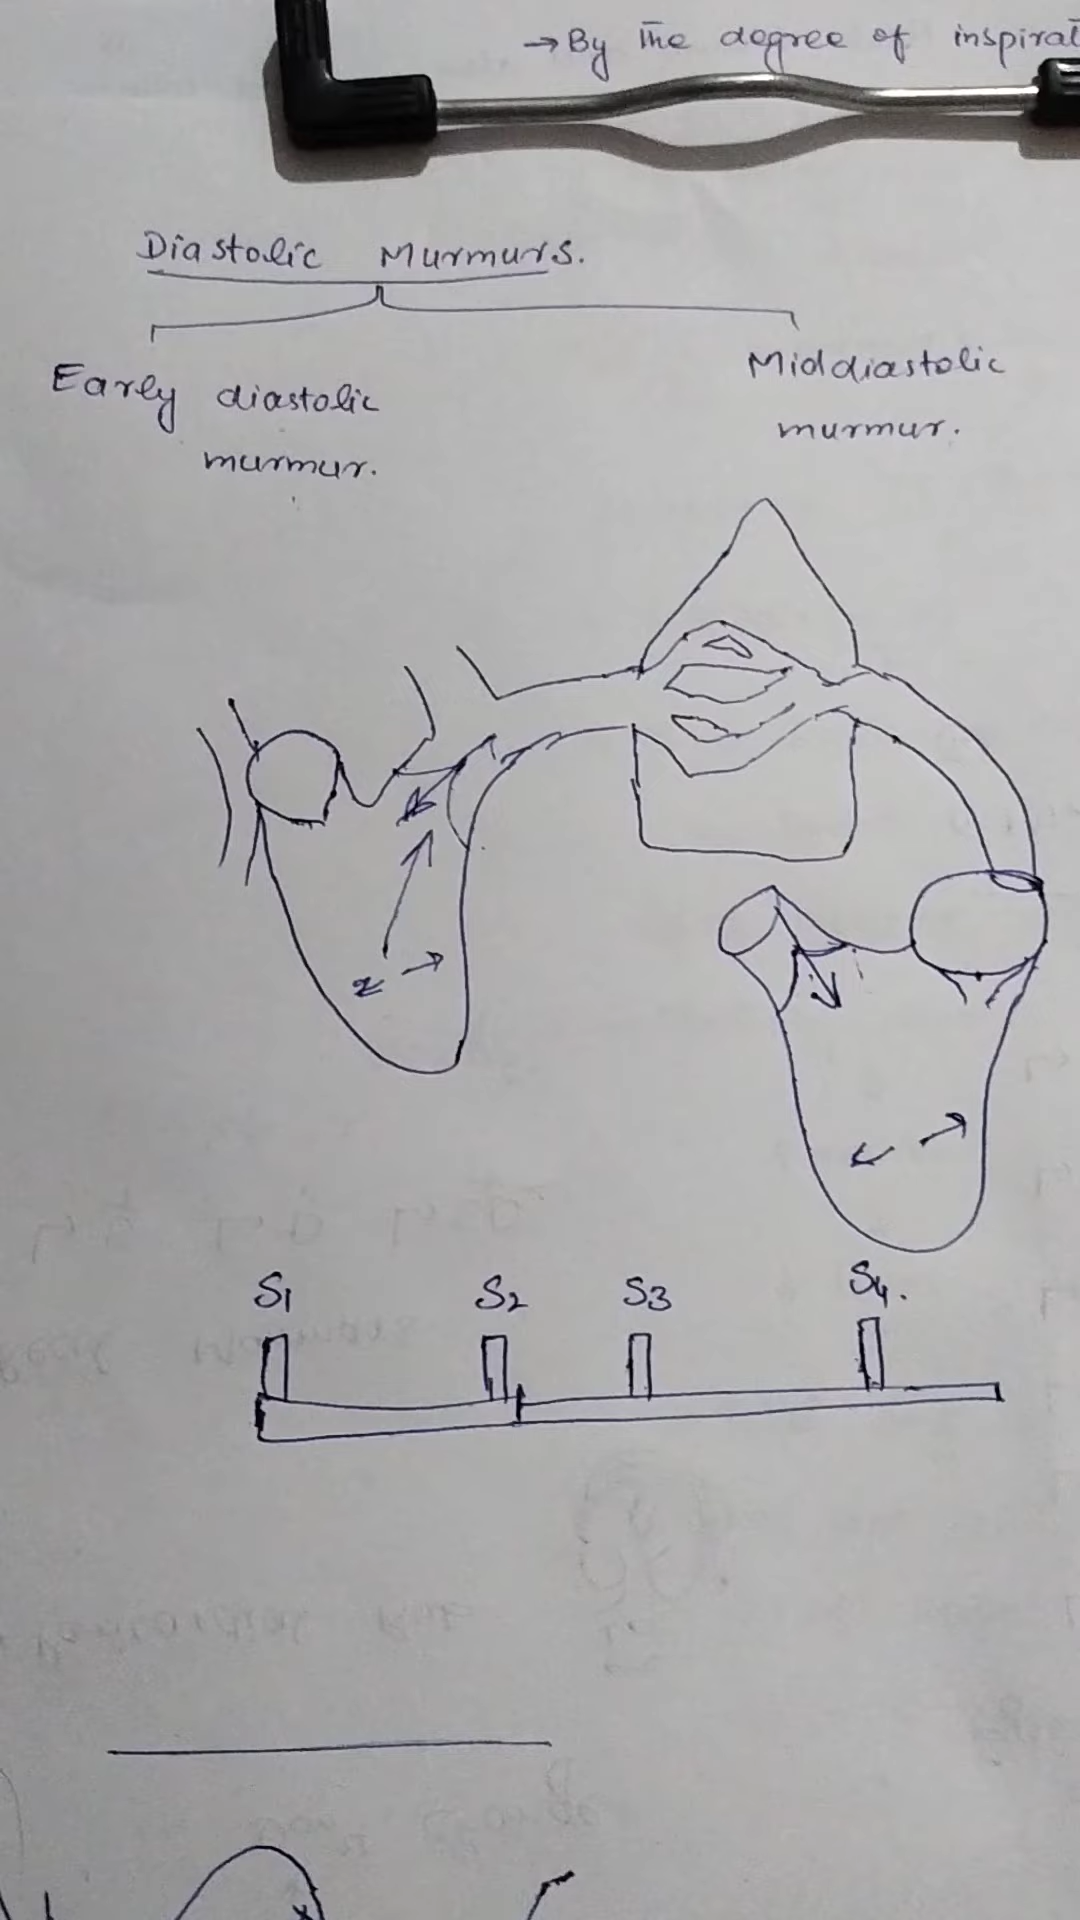 → By the degree of inspirat
Diastolic Murmurs.
Early diastolic
murmur.
Middiastolic
murmur.
S1 S2 S3 S4.